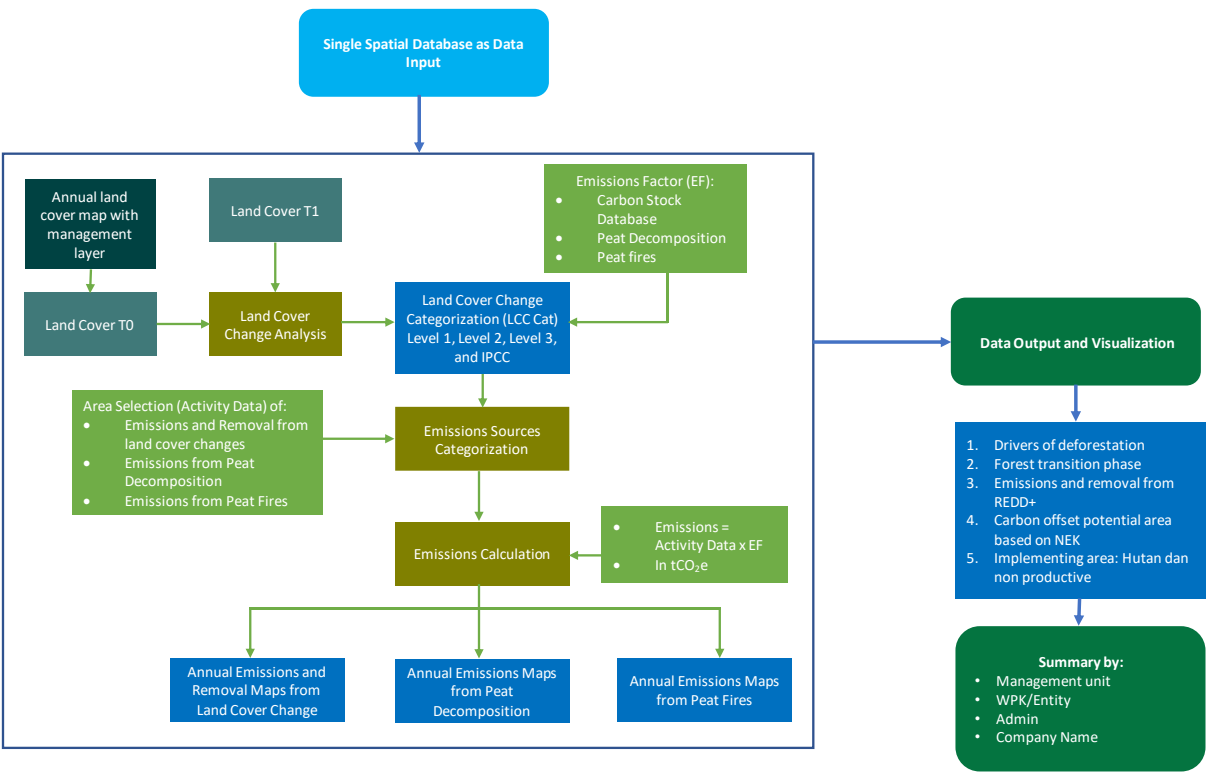 Single Spatial Database as Data
Input
Annual land
cover map with
management
layer
Land Cover T1
Emissions Factor (EF):
• Carbon Stock
Database
• Peat Decomposition
• Peat fires
Land Cover T0
Land Cover
Change Analysis
Land Cover Change
Categorization (LCC Cat)
Level 1, Level 2, Level 3,
and IPCC
Area Selection (Activity Data) of:
• Emissions and Removal from
land cover changes
• Emissions from Peat
Decomposition
• Emissions from Peat Fires
Emissions Sources
Categorization
Emissions Calculation
• Emissions =
Activity Data x EF
• In tCO₂e
Annual Emissions and
Removal Maps from
Land Cover Change
Annual Emissions Maps
from Peat
Decomposition
Annual Emissions Maps
from Peat Fires
Data Output and Visualization
1. Drivers of deforestation
2. Forest transition phase
3. Emissions and removal from
REDD+
4. Carbon offset potential area
based on NEK
5. Implementing area: Hutan dan
non productive
Summary by:
• Management unit
• WPK/Entity
• Admin
• Company Name